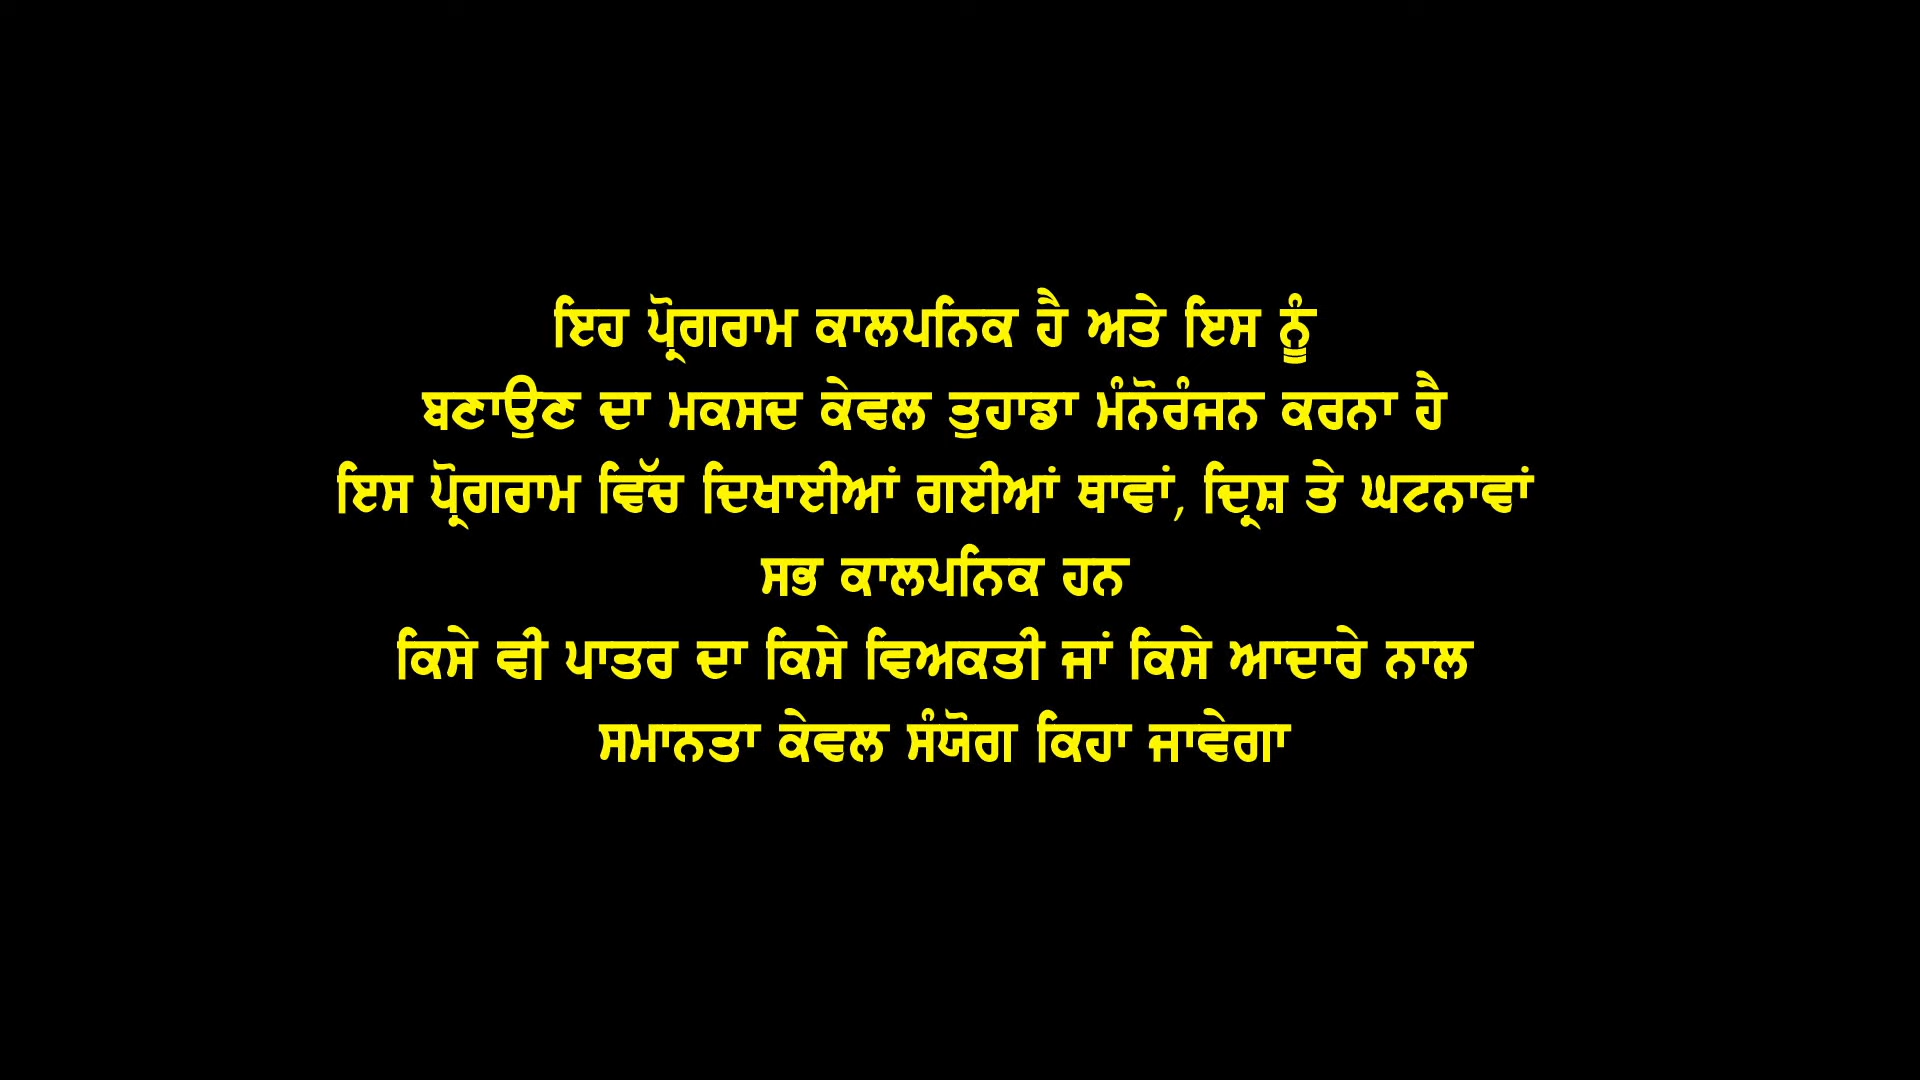 ਇਹ ਪ੍ਰੋਗਰਾਮ ਕਾਲਪਨਿਕ ਹੈ ਅਤੇ ਇਸ ਨੂੰ
ਬਣਾਉਣ ਦਾ ਮਕਸਦ ਕੇਵਲ ਤੁਹਾਡਾ ਮੰਨੋਰੰਜਨ ਕਰਨਾ ਹੈ
ਇਸ ਪ੍ਰੋਗਰਾਮ ਵਿੱਚ ਦਿਖਾਈਆਂ ਗਈਆਂ ਥਾਵਾਂ, ਦ੍ਰਿਸ਼ ਤੇ ਘਟਨਾਵਾਂ
ਸਭ ਕਾਲਪਨਿਕ ਹਨ
ਕਿਸੇ ਵੀ ਪਾਤਰ ਦਾ ਕਿਸੇ ਵਿਅਕਤੀ ਜਾਂ ਕਿਸੇ ਆਦਾਰੇ ਨਾਲ
ਸਮਾਨਤਾ ਕੇਵਲ ਸੰਯੋਗ ਕਿਹਾ ਜਾਵੇਗਾ